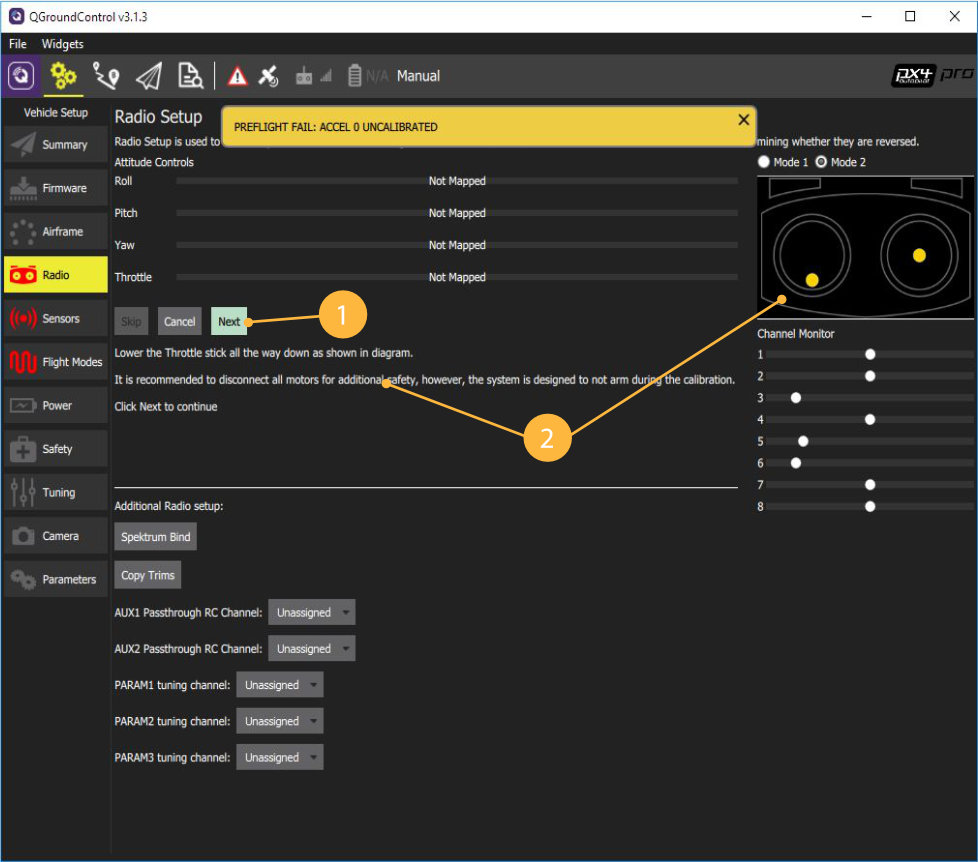 QGroundControl v3.1.3
File Widgets
N/A Manual
px4 pro
AUTOPILOT
Vehicle Setup
Summary
Firmware
Airframe
Radio
Sensors
Flight Modes
Power
Safety
Tuning
Camera
Parameters
Radio Setup
PREFLIGHT FAIL: ACCEL 0 UNCALIBRATED
Radio Setup is used to
mining whether they are reversed.
Attitude Controls
Mode 1 Mode 2
Roll Not Mapped
Pitch Not Mapped
Yaw Not Mapped
Throttle Not Mapped
Skip Cancel Next
1
Lower the Throttle stick all the way down as shown in diagram.
It is recommended to disconnect all motors for additional safety, however, the system is designed to not arm during the calibration.
Click Next to continue
2
Channel Monitor
1
2
3
4
5
6
7
8
Additional Radio setup:
Spektrum Bind
Copy Trims
AUX1 Passthrough RC Channel: Unassigned
AUX2 Passthrough RC Channel: Unassigned
PARAM1 tuning channel: Unassigned
PARAM2 tuning channel: Unassigned
PARAM3 tuning channel: Unassigned